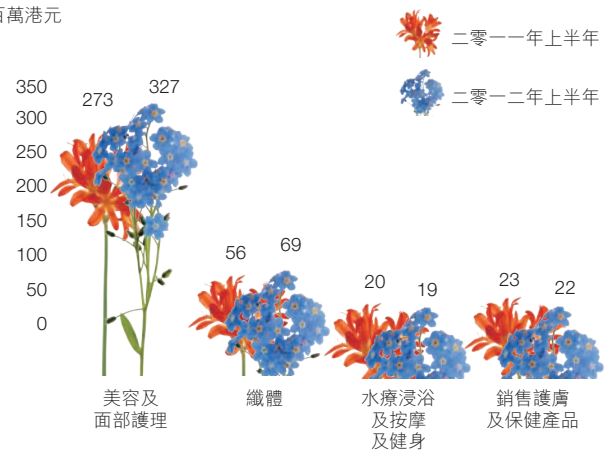 百萬港元
二零一一年上半年
二零一二年上半年
350
300
250
200
150
100
50
0
273
327
56
69
20
19
23
22
美容及
面部護理
纖體
水療浸浴
及按摩
及健身
銷售護膚
及保健產品